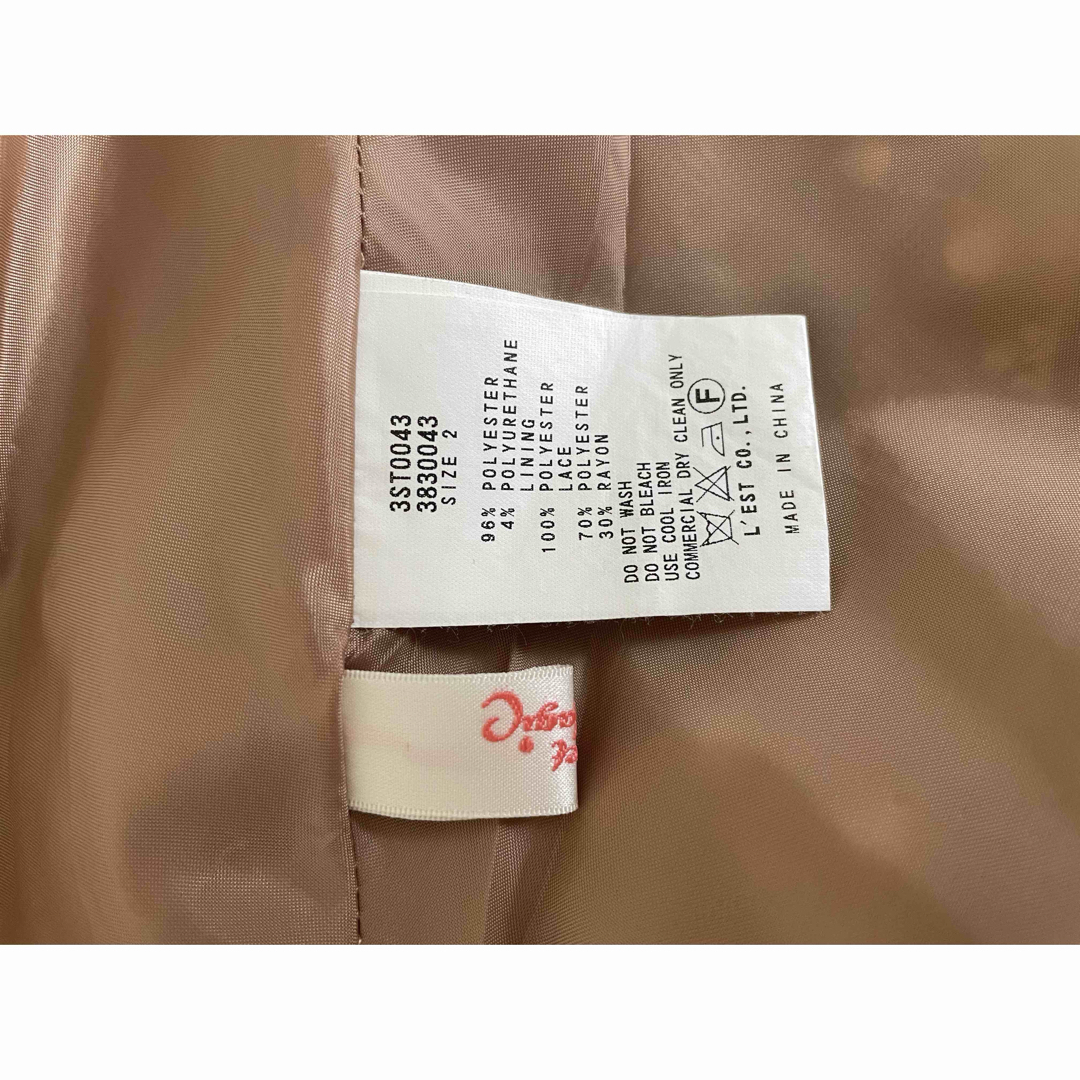 3ST0043
3830043
SIZE 2
96% POLYESTER
4% POLYURETHANE
LINING
100% POLYESTER
LACE
70% POLYESTER
30% RAYON
DO NOT WASH
DO NOT BLEACH
USE COOL IRON
COMMERCIAL DRY CLEAN ONLY
F
L'EST CO.,LTD.
MADE IN CHINA